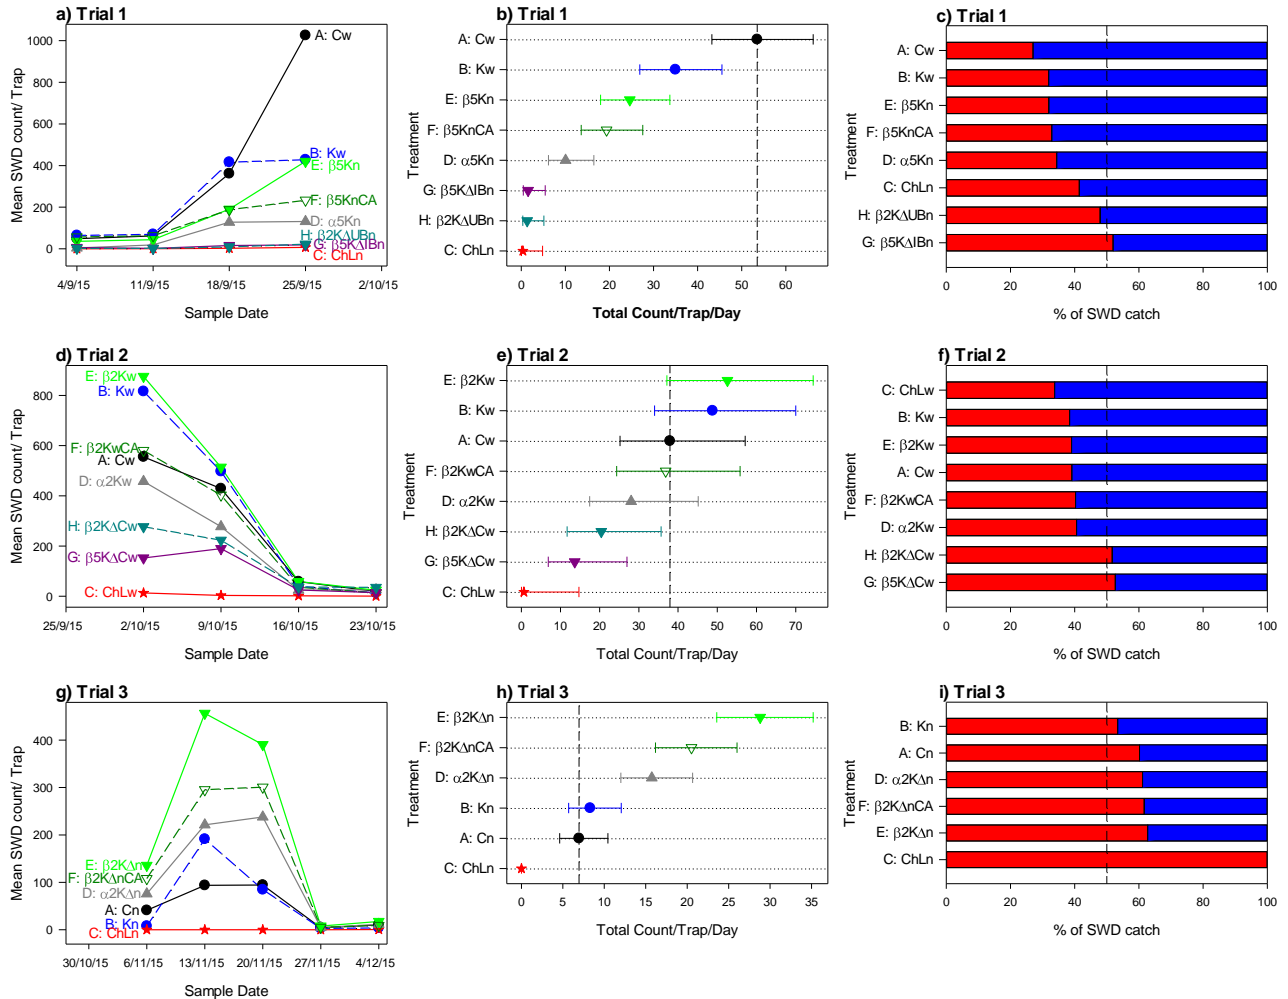 a) Trial 1
Mean SWD count/ Trap
1000
800
600
400
200
0
A: Cw
B: Kw
E: β5Kn
F: β5KnCA
D: α5Kn
H: β2KΔUBn
G: β5KΔIBn
C: ChLn
4/9/15 11/9/15 18/9/15 25/9/15 2/10/15
Sample Date
b) Trial 1
Treatment
A: Cw
B: Kw
E: β5Kn
F: β5KnCA
D: α5Kn
G: β5KΔIBn
H: β2KΔUBn
C: ChLn
0 10 20 30 40 50 60
Total Count/Trap/Day
c) Trial 1
Treatment
A: Cw
B: Kw
E: β5Kn
F: β5KnCA
D: α5Kn
C: ChLn
H: β2KΔUBn
G: β5KΔIBn
0 20 40 60 80 100
% of SWD catch
d) Trial 2
Mean SWD count/ Trap
800
600
400
200
0
E: β2Kw
B: Kw
F: β2KwCA
A: Cw
D: α2Kw
H: β2KΔCw
G: β5KΔCw
C: ChLw
25/9/15 2/10/15 9/10/15 16/10/15 23/10/15
Sample Date
e) Trial 2
Treatment
E: β2Kw
B: Kw
A: Cw
F: β2KwCA
D: α2Kw
H: β2KΔCw
G: β5KΔCw
C: ChLw
0 10 20 30 40 50 60 70
Total Count/Trap/Day
f) Trial 2
Treatment
C: ChLw
B: Kw
E: β2Kw
A: Cw
F: β2KwCA
D: α2Kw
H: β2KΔCw
G: β5KΔCw
0 20 40 60 80 100
% of SWD catch
g) Trial 3
Mean SWD count/ Trap
400
300
200
100
0
E: β2KΔn
F: β2KΔnCA
D: α2KΔn
A: Cn
B: Kn
C: ChLn
30/10/15 6/11/15 13/11/15 20/11/15 27/11/15 4/12/15
Sample Date
h) Trial 3
Treatment
E: β2KΔn
F: β2KΔnCA
D: α2KΔn
B: Kn
A: Cn
C: ChLn
0 5 10 15 20 25 30 35
Total Count/Trap/Day
i) Trial 3
Treatment
B: Kn
A: Cn
D: α2KΔn
F: β2KΔnCA
E: β2KΔn
C: ChLn
0 20 40 60 80 100
% of SWD catch